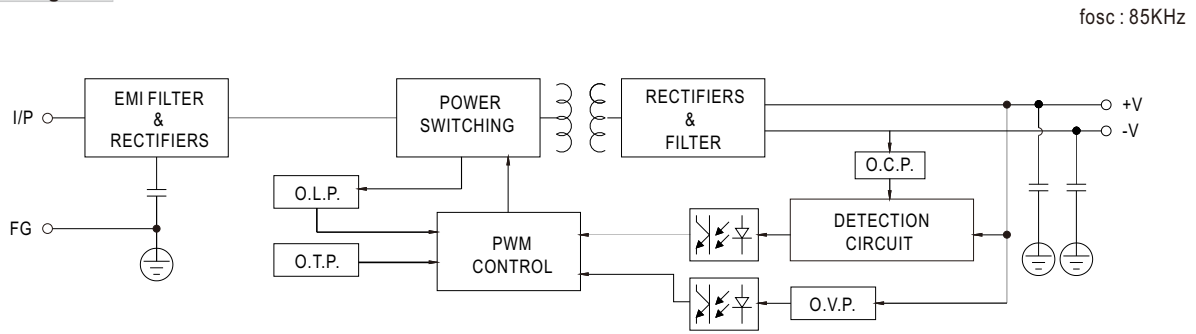 fosc : 85KHz
I/P
EMI FILTER
&
RECTIFIERS
POWER
SWITCHING
RECTIFIERS
&
FILTER
+V
-V
O.C.P.
O.L.P.
FG
PWM
CONTROL
DETECTION
CIRCUIT
O.T.P.
O.V.P.